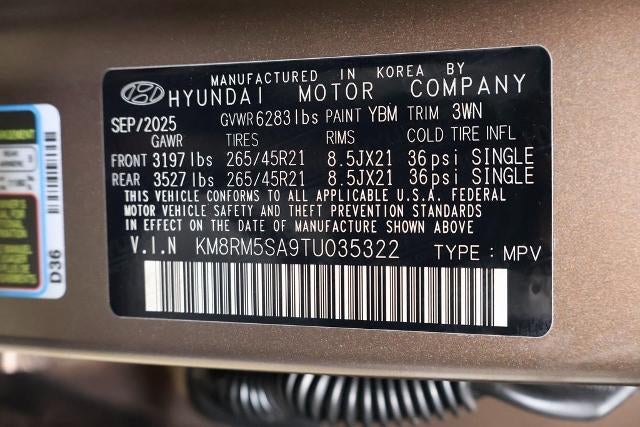 MANUFACTURED IN KOREA BY
HYUNDAI MOTOR COMPANY
SEP/2025 GVWR 6283 lbs PAINT YBM TRIM 3WN
GAWR TIRES RIMS COLD TIRE INFL
FRONT 3197 lbs 265/45R21 8.5JX21 36 psi SINGLE
REAR 3527 lbs 265/45R21 8.5JX21 36 psi SINGLE
THIS VEHICLE CONFORMS TO ALL APPLICABLE U.S.A. FEDERAL
MOTOR VEHICLE SAFETY AND THEFT PREVENTION STANDARDS
IN EFFECT ON THE DATE OF MANUFACTURE SHOWN ABOVE
V.I.N KM8RM5SA9TU035322 TYPE : MPV
D36